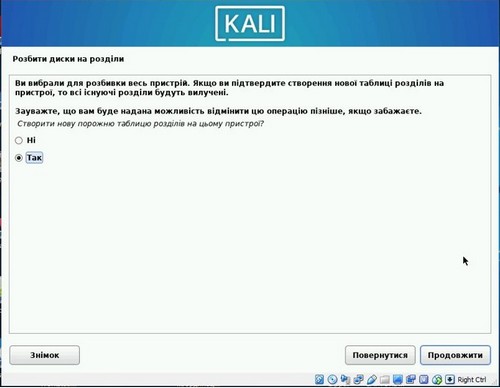 KALI
Розбити диски на розділи
Ви вибрали для розбивки весь пристрій. Якщо ви підтвердите створення нової таблиці розділів на
пристрої, то всі існуючі розділи будуть вилучені.
Зауважте, що вам буде надана можливість відмінити цю операцію пізніше, якщо забажаєте.
Створити нову порожню таблицю розділів на цьому пристрої?
Ні
Так
Знімок
Повернутися
Продовжити
Right Ctrl